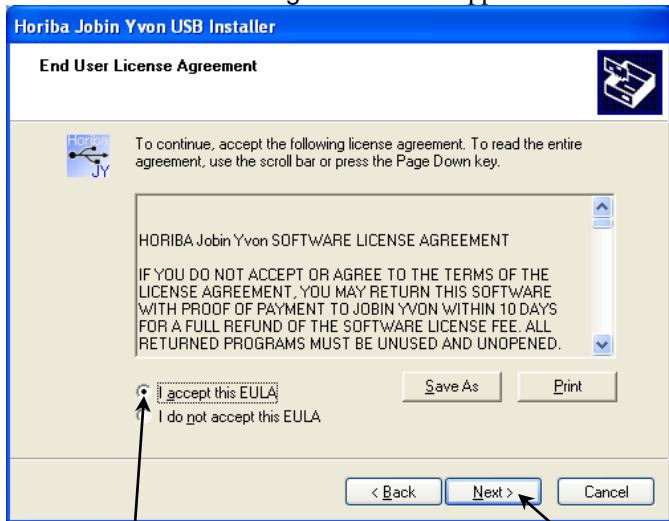 Horiba Jobin Yvon USB Installer
End User License Agreement
Horiba
JY
To continue, accept the following license agreement. To read the entire
agreement, use the scroll bar or press the Page Down key.
HORIBA Jobin Yvon SOFTWARE LICENSE AGREEMENT
IF YOU DO NOT ACCEPT OR AGREE TO THE TERMS OF THE
LICENSE AGREEMENT, YOU MAY RETURN THIS SOFTWARE
WITH PROOF OF PAYMENT TO JOBIN YVON WITHIN 10 DAYS
FOR A FULL REFUND OF THE SOFTWARE LICENSE FEE. ALL
RETURNED PROGRAMS MUST BE UNUSED AND UNOPENED.
I accept this EULA
Save As Print
I do not accept this EULA
< Back Next > Cancel